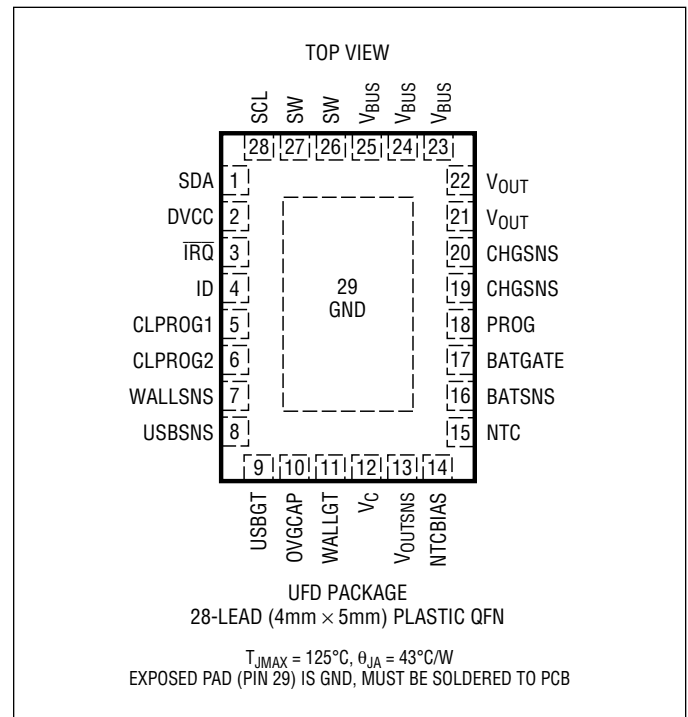 TOP VIEW
SCL SW SW VBUS VBUS VBUS
28 27 26 25 24 23
SDA 1
DVCC 2
IRQ 3
ID 4
CLPROG1 5
CLPROG2 6
WALLSNS 7
USBSNS 8
29
GND
22 VOUT
21 VOUT
20 CHGSNS
19 CHGSNS
18 PROG
17 BATGATE
16 BATSNS
15 NTC
9 10 11 12 13 14
USBGT OVGCAP WALLGT VC VOUTSNS NTCBIAS
UFD PACKAGE
28-LEAD (4mm × 5mm) PLASTIC QFN
TJMAX = 125°C, θJA = 43°C/W
EXPOSED PAD (PIN 29) IS GND, MUST BE SOLDERED TO PCB